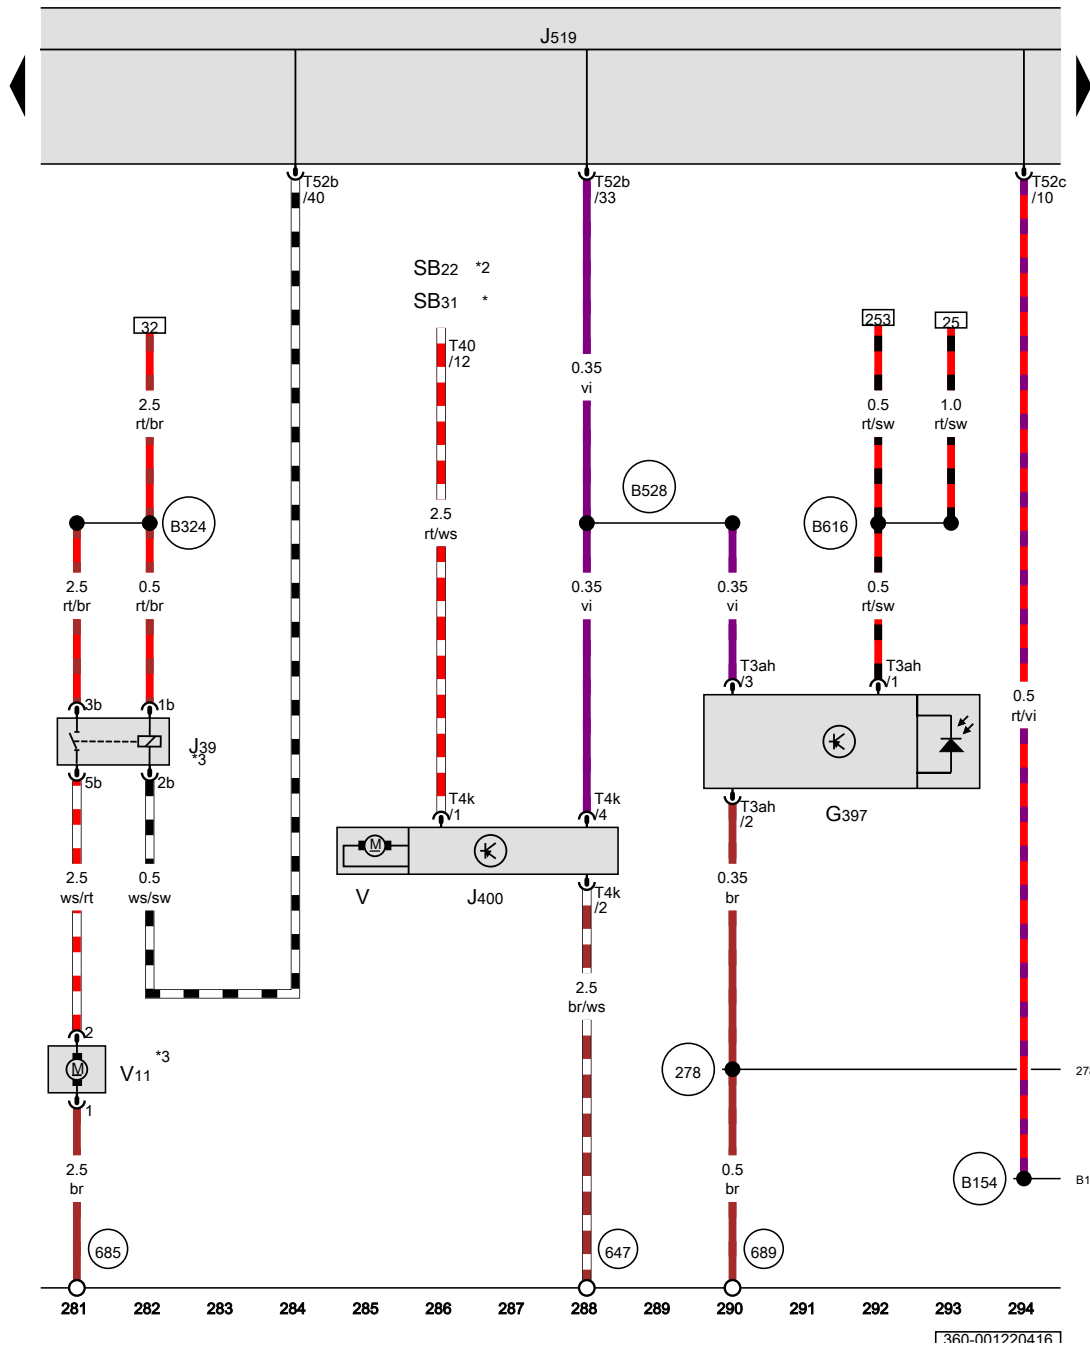 J519
T52b
/40
T52b
/33
T52c
/10
SB22 *2
SB31 *
T40
/12
32
253
25
2.5
rt/br
0.35
vi
0.5
rt/sw
1.0
rt/sw
B324
2.5
rt/ws
B528
B616
2.5
rt/br
0.5
rt/br
0.35
vi
0.35
vi
0.5
rt/sw
T3ah
/3
T3ah
/1
0.5
rt/vi
3b
1b
J39
*3
5b
2b
T4k
/1
T4k
/4
T3ah
/2
G397
M
V
J400
2.5
ws/rt
0.5
ws/sw
T4k
/2
0.35
br
2.5
br/ws
2
M
V11 *3
1
278
278
2.5
br
0.5
br
B154
B1
685
647
689
281 282 283 284 285 286 287 288 289 290 291 292 293 294
360-001220416